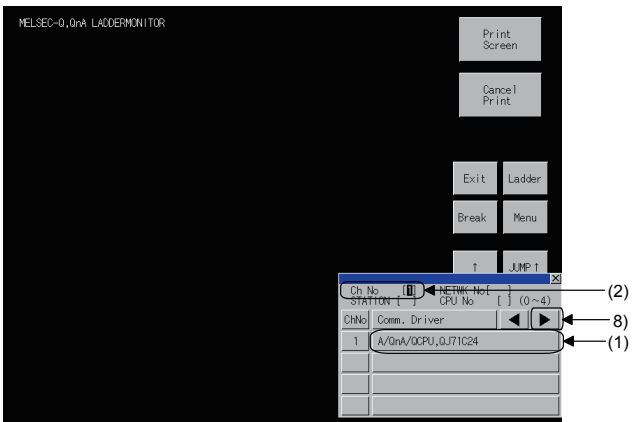 MELSEC-Q,QnA LADDERMONITOR
Print
Screen
Cancel
Print
Exit
Ladder
Break
Menu
↑
JUMP↑
Ch No [1] NETWK No[ ]
STATION [ ] CPU No [ ] (0~4)
(2)
ChNo Comm. Driver ◀ ▶
8)
1 A/QnA/QCPU,QJ71C24
(1)